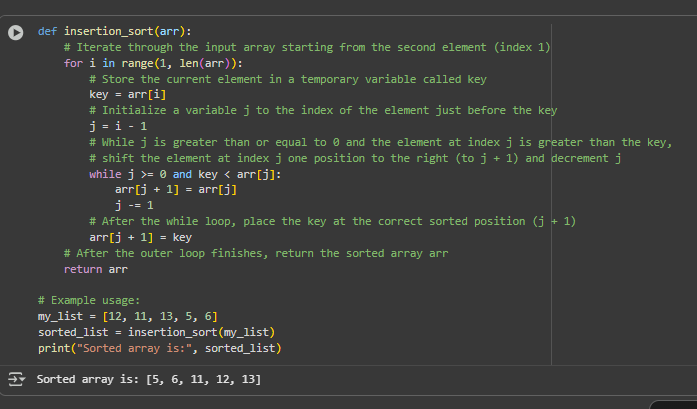 def insertion_sort(arr):
    # Iterate through the input array starting from the second element (index 1)
    for i in range(1, len(arr)):
        # Store the current element in a temporary variable called key
        key = arr[i]
        # Initialize a variable j to the index of the element just before the key
        j = i - 1
        # While j is greater than or equal to 0 and the element at index j is greater than the key,
        # shift the element at index j one position to the right (to j + 1) and decrement j
        while j >= 0 and key < arr[j]:
            arr[j + 1] = arr[j]
            j -= 1
        # After the while loop, place the key at the correct sorted position (j + 1)
        arr[j + 1] = key
    # After the outer loop finishes, return the sorted array arr
    return arr

# Example usage:
my_list = [12, 11, 13, 5, 6]
sorted_list = insertion_sort(my_list)
print("Sorted array is:", sorted_list)
Sorted array is: [5, 6, 11, 12, 13]